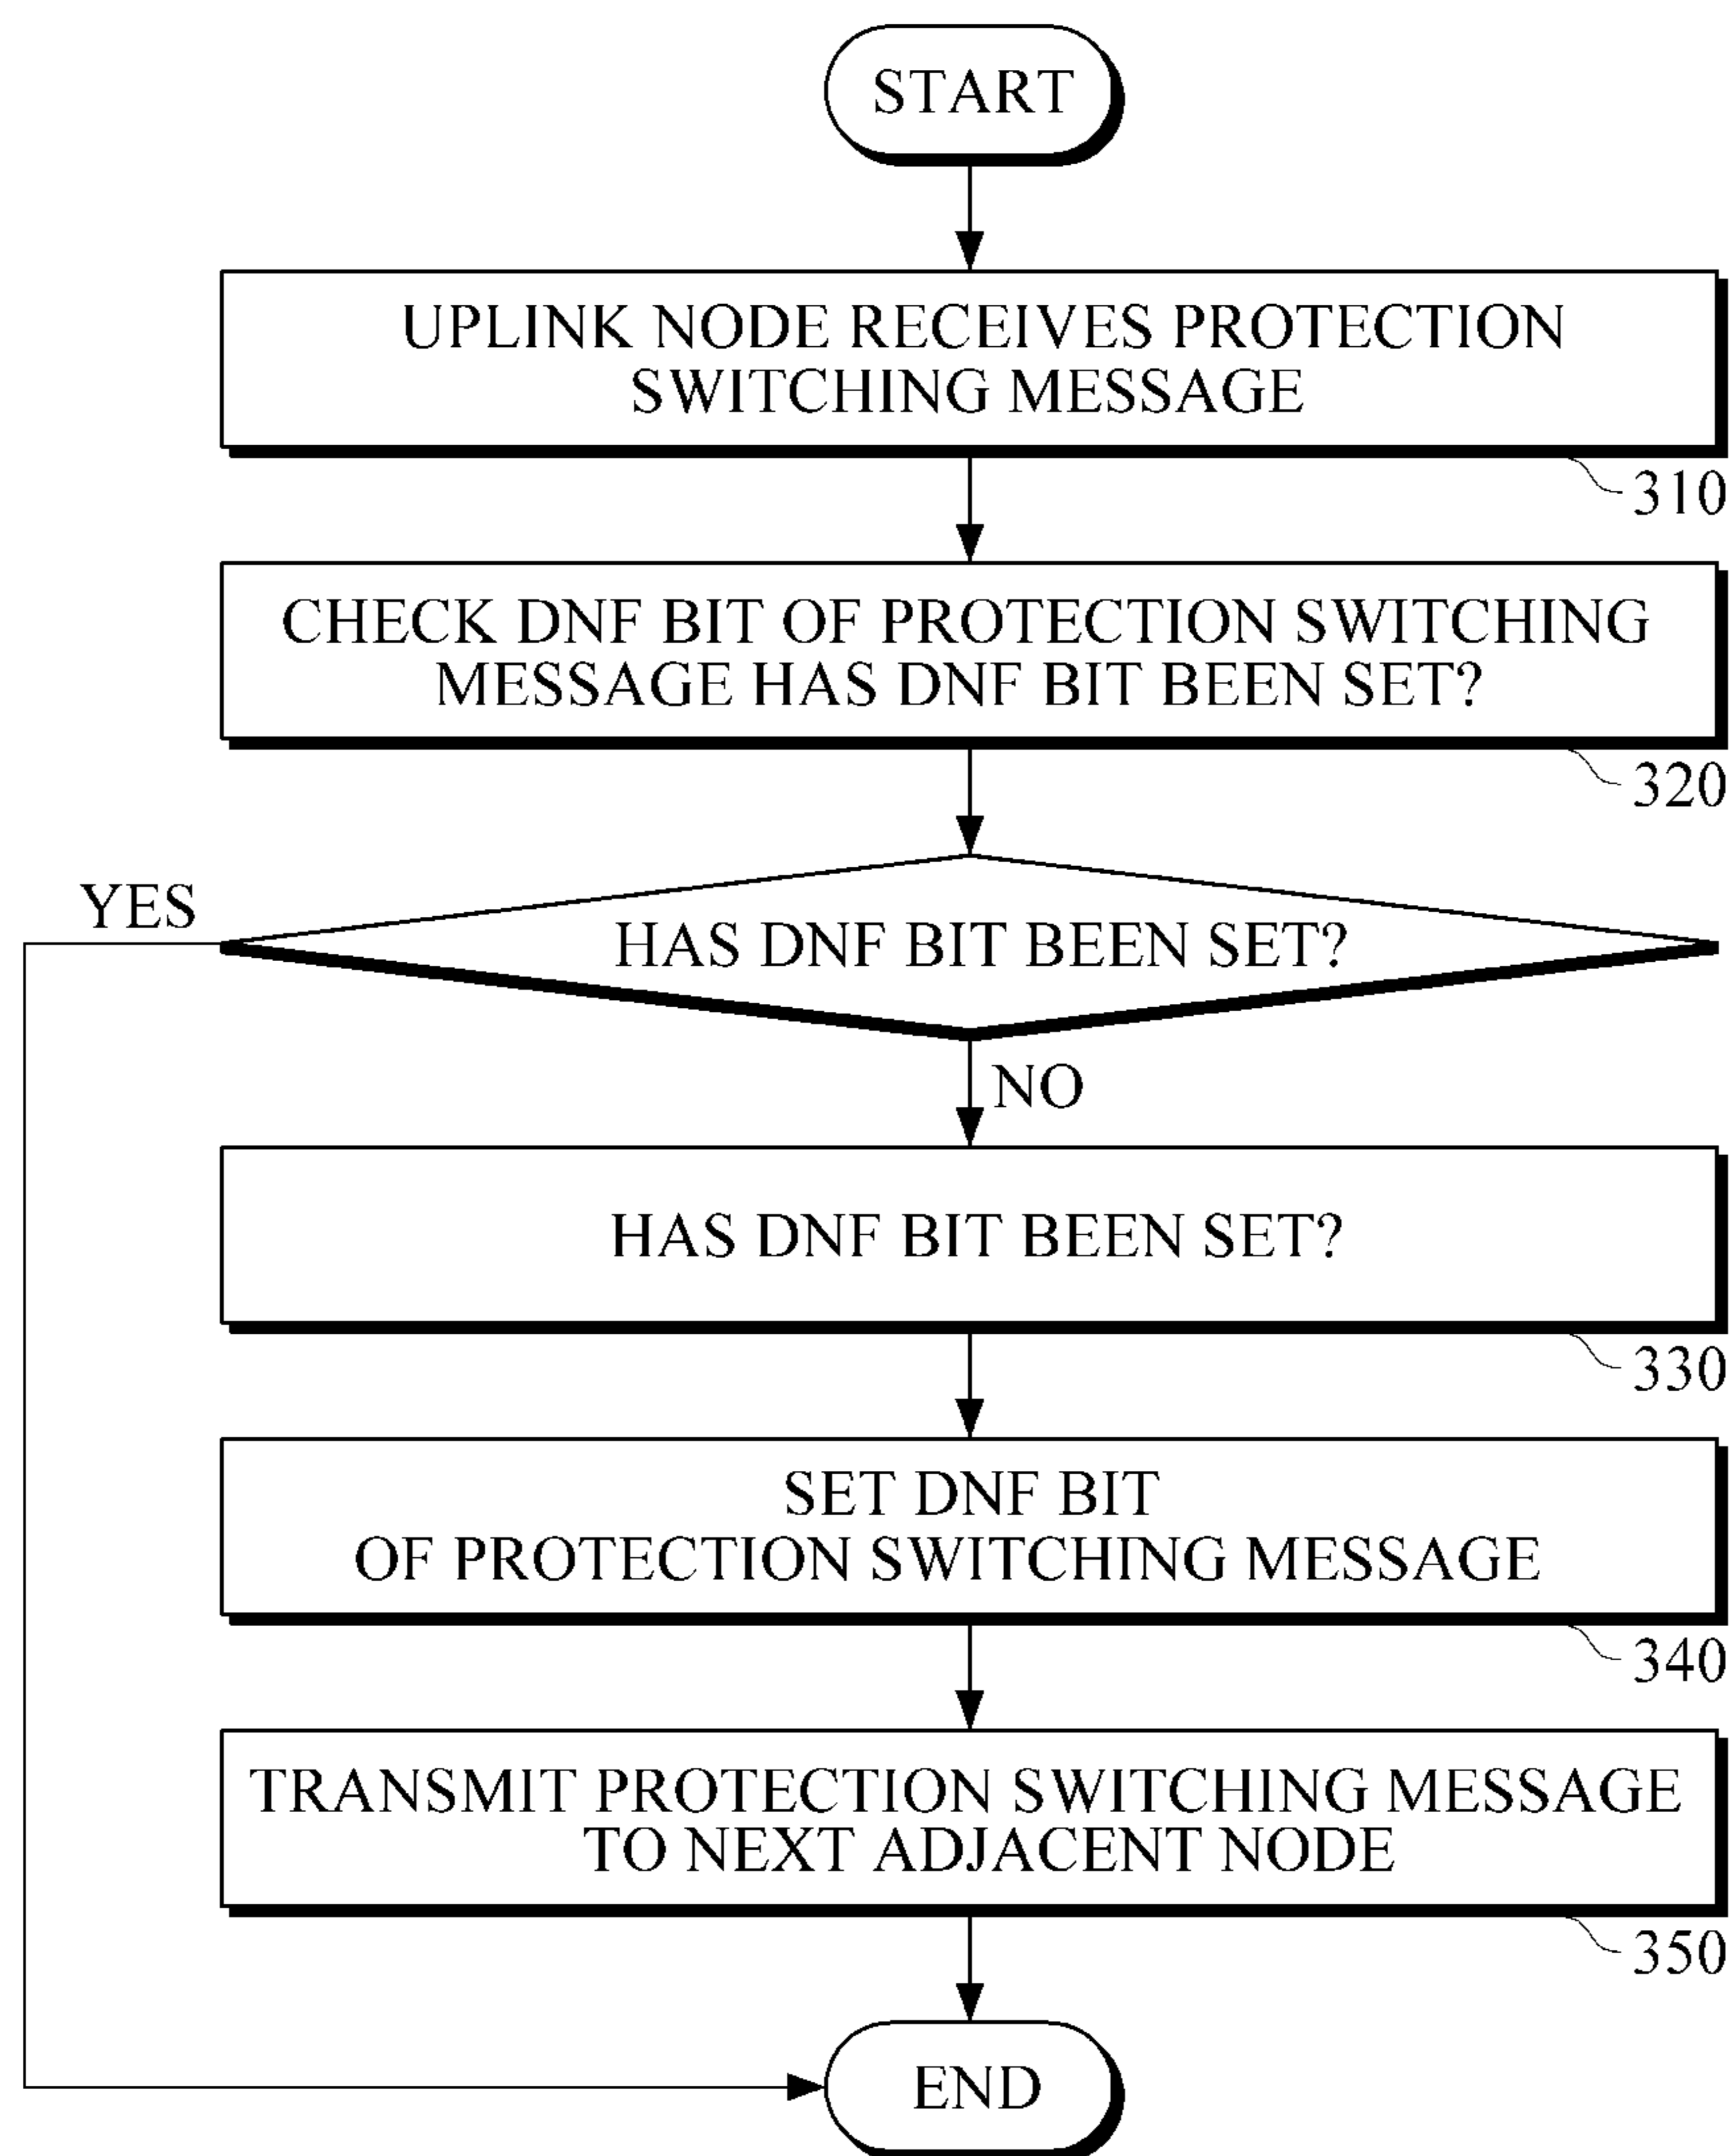 START
UPLINK NODE RECEIVES PROTECTION
SWITCHING MESSAGE
310
CHECK DNF BIT OF PROTECTION SWITCHING
MESSAGE HAS DNF BIT BEEN SET?
320
YES
HAS DNF BIT BEEN SET?
NO
HAS DNF BIT BEEN SET?
330
SET DNF BIT
OF PROTECTION SWITCHING MESSAGE
340
TRANSMIT PROTECTION SWITCHING MESSAGE
TO NEXT ADJACENT NODE
350
END